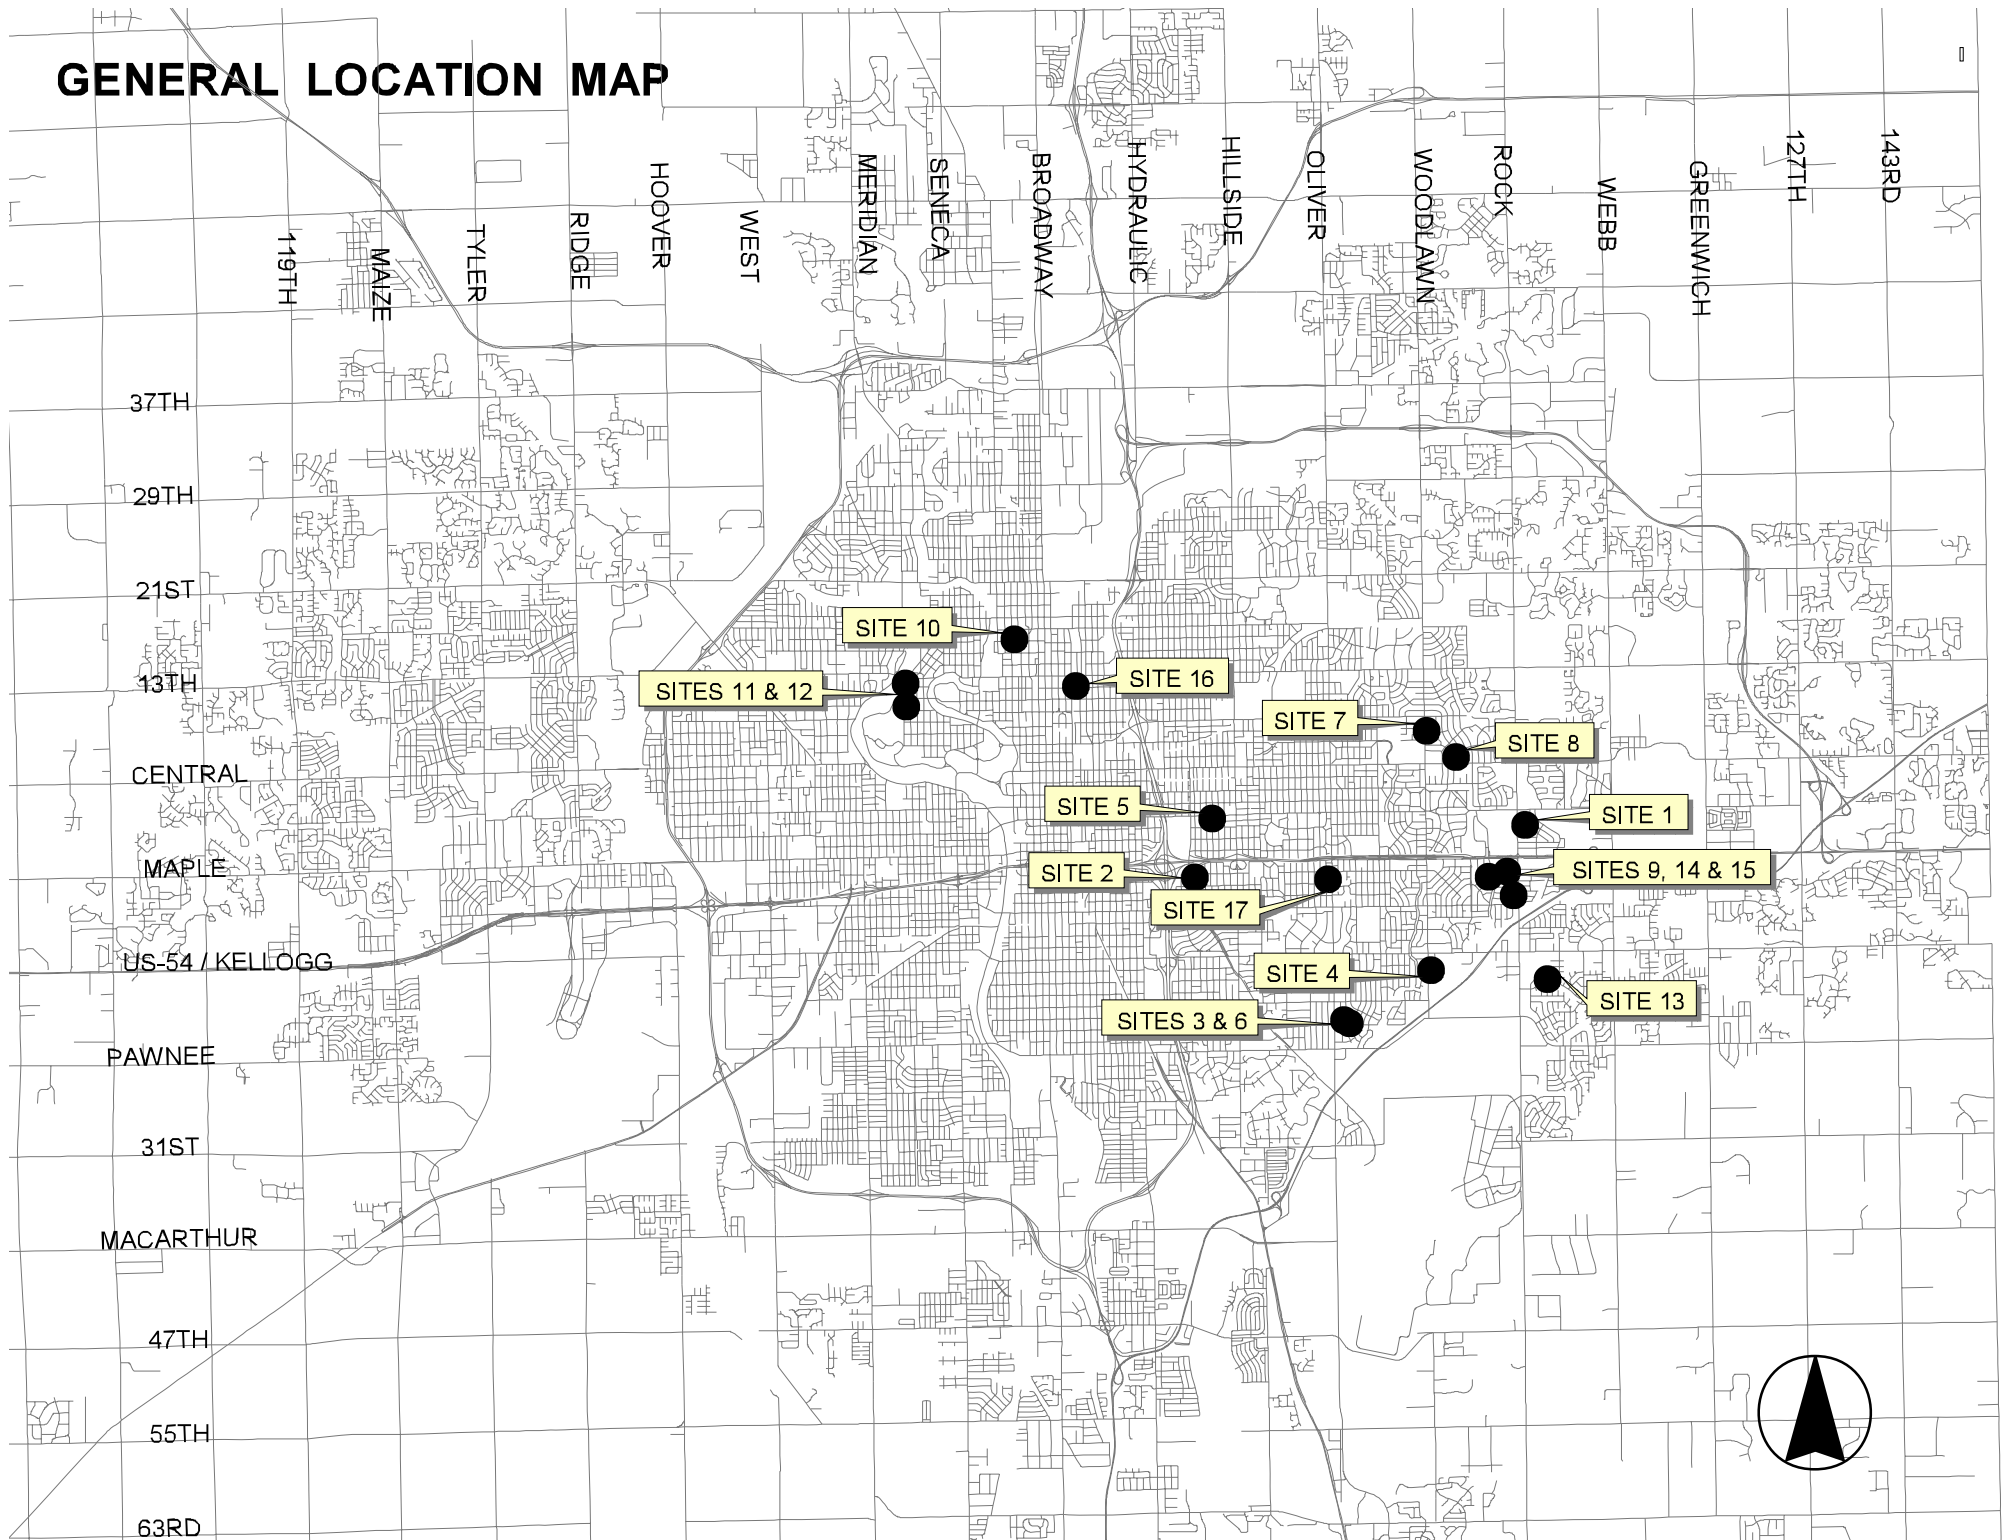 GENERAL LOCATION MAP
119TH
MAIZE
TYLER
RIDGE
HOOVER
WEST
MERIDIAN
SENECA
BROADWAY
HYDRAULIC
HILLSIDE
OLIVER
WOODLAWN
ROCK
WEBB
GREENWICH
127TH
143RD
37TH
29TH
21ST
SITE 10
13TH
SITES 11 & 12
SITE 16
SITE 7
SITE 8
CENTRAL
SITE 5
SITE 1
MAPLE
SITE 2
SITES 9, 14 & 15
SITE 17
US-54 / KELLOGG
SITE 4
SITE 13
SITES 3 & 6
PAWNEE
31ST
MACARTHUR
47TH
55TH
63RD